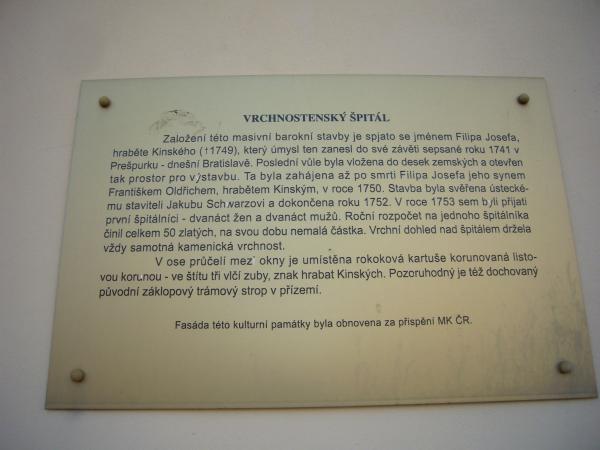 VRCHNOSTENSKÝ ŠPITÁL
Založení této masivní barokní stavby je spjato se jménem Filipa Josefa,
hraběte Kinského (†1749), který úmysl ten zanesl do své závěti sepsané roku 1741 v
Prešpurku - dnešní Bratislavě. Poslední vůle byla vložena do desek zemských a otevřen
tak prostor pro výstavbu. Ta byla zahájena až po smrti Filipa Josefa jeho synem
Františkem Oldřichem, hrabětem Kinským, v roce 1750. Stavba byla svěřena ústecké-
mu staviteli Jakubu Schwarzovi a dokončena roku 1752. V roce 1753 sem byli přijati
první špitálníci - dvanáct žen a dvanáct mužů. Roční rozpočet na jednoho špitálníka
činil celkem 50 zlatých, na svou dobu nemalá částka. Vrchní dohled nad špitálem držela
vždy samotná kamenická vrchnost.
V ose průčelí mezi okny je umístěna rokoková kartuše korunovaná listo-
vou korunou - ve štítu tři vlčí zuby, znak hrabat Kinských. Pozoruhodný je též dochovaný
původní záklopový trámový strop v přízemí.
Fasáda této kulturní památky byla obnovena za přispění MK ČR.